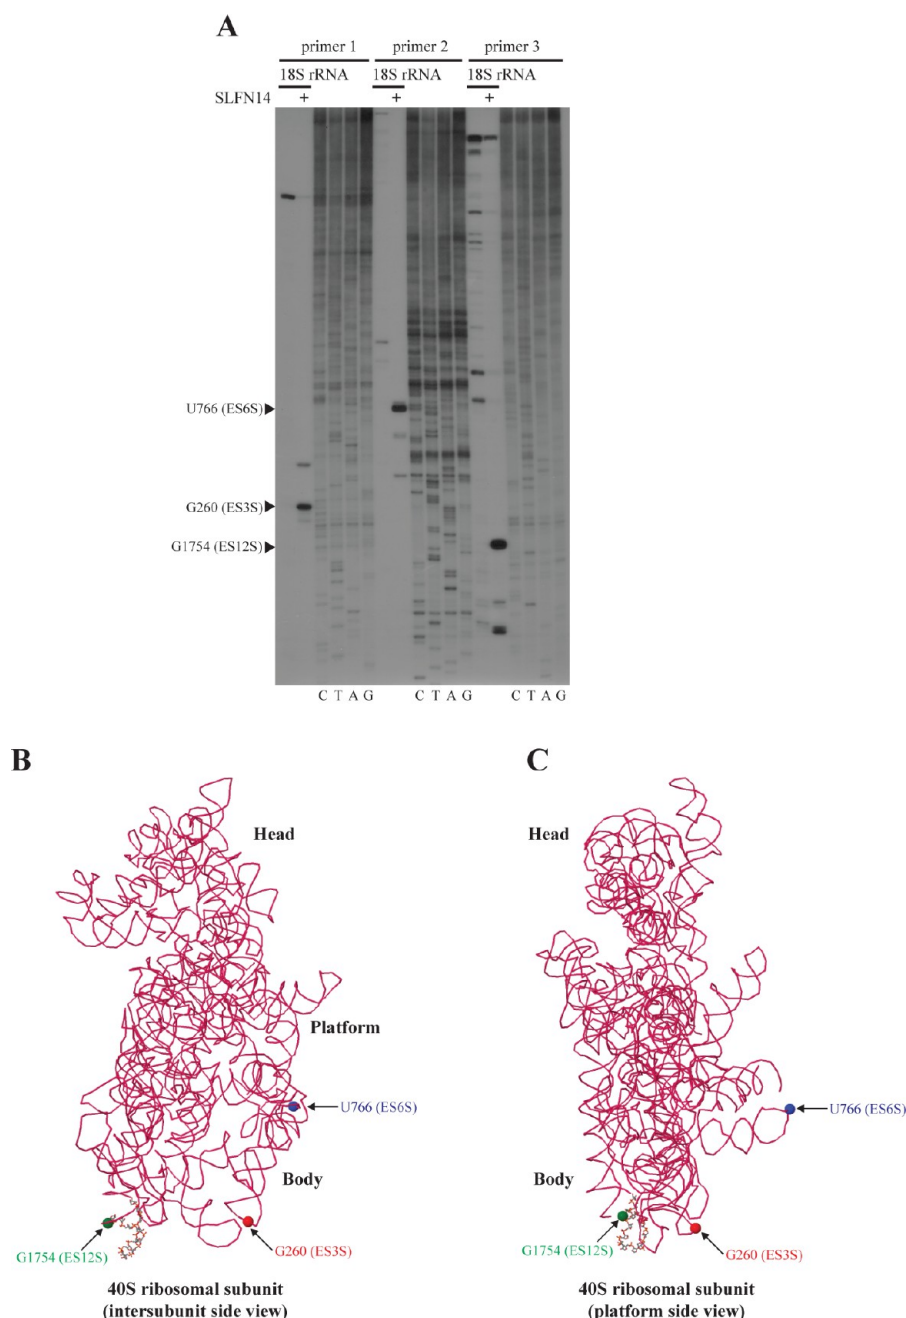 A
primer 1 primer 2 primer 3
18S rRNA 18S rRNA 18S rRNA
SLFN14 + + +
U766 (ES6S)
G260 (ES3S)
G1754 (ES12S)
C T A G C T A G C T A G
B
C
Head
Head
Platform
U766 (ES6S)
U766 (ES6S)
Body
Body
G1754 (ES12S)
G260 (ES3S)
G1754 (ES12S)
G260 (ES3S)
40S ribosomal subunit
(intersubunit side view)
40S ribosomal subunit
(platform side view)